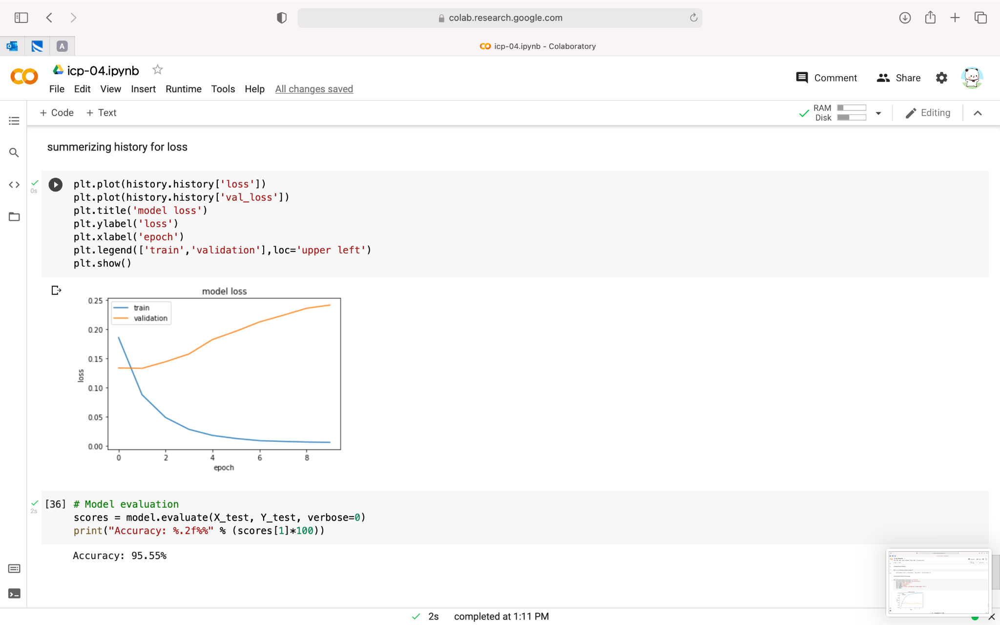 colab.research.google.com
A
icp-04.ipynb - Colaboratory
icp-04.ipynb
File Edit View Insert Runtime Tools Help All changes saved
Comment Share
+ Code + Text
RAM
Disk
Editing
summerizing history for loss
0s
plt.plot(history.history['loss'])
plt.plot(history.history['val_loss'])
plt.title('model loss')
plt.ylabel('loss')
plt.xlabel('epoch')
plt.legend(['train','validation'],loc='upper left')
plt.show()
model loss
train
validation
0.25
0.20
0.15
0.10
0.05
0.00
loss
0 2 4 6 8
epoch
2s
[36] # Model evaluation
scores = model.evaluate(X_test, Y_test, verbose=0)
print("Accuracy: %.2f%%" % (scores[1]*100))
Accuracy: 95.55%
2s completed at 1:11 PM